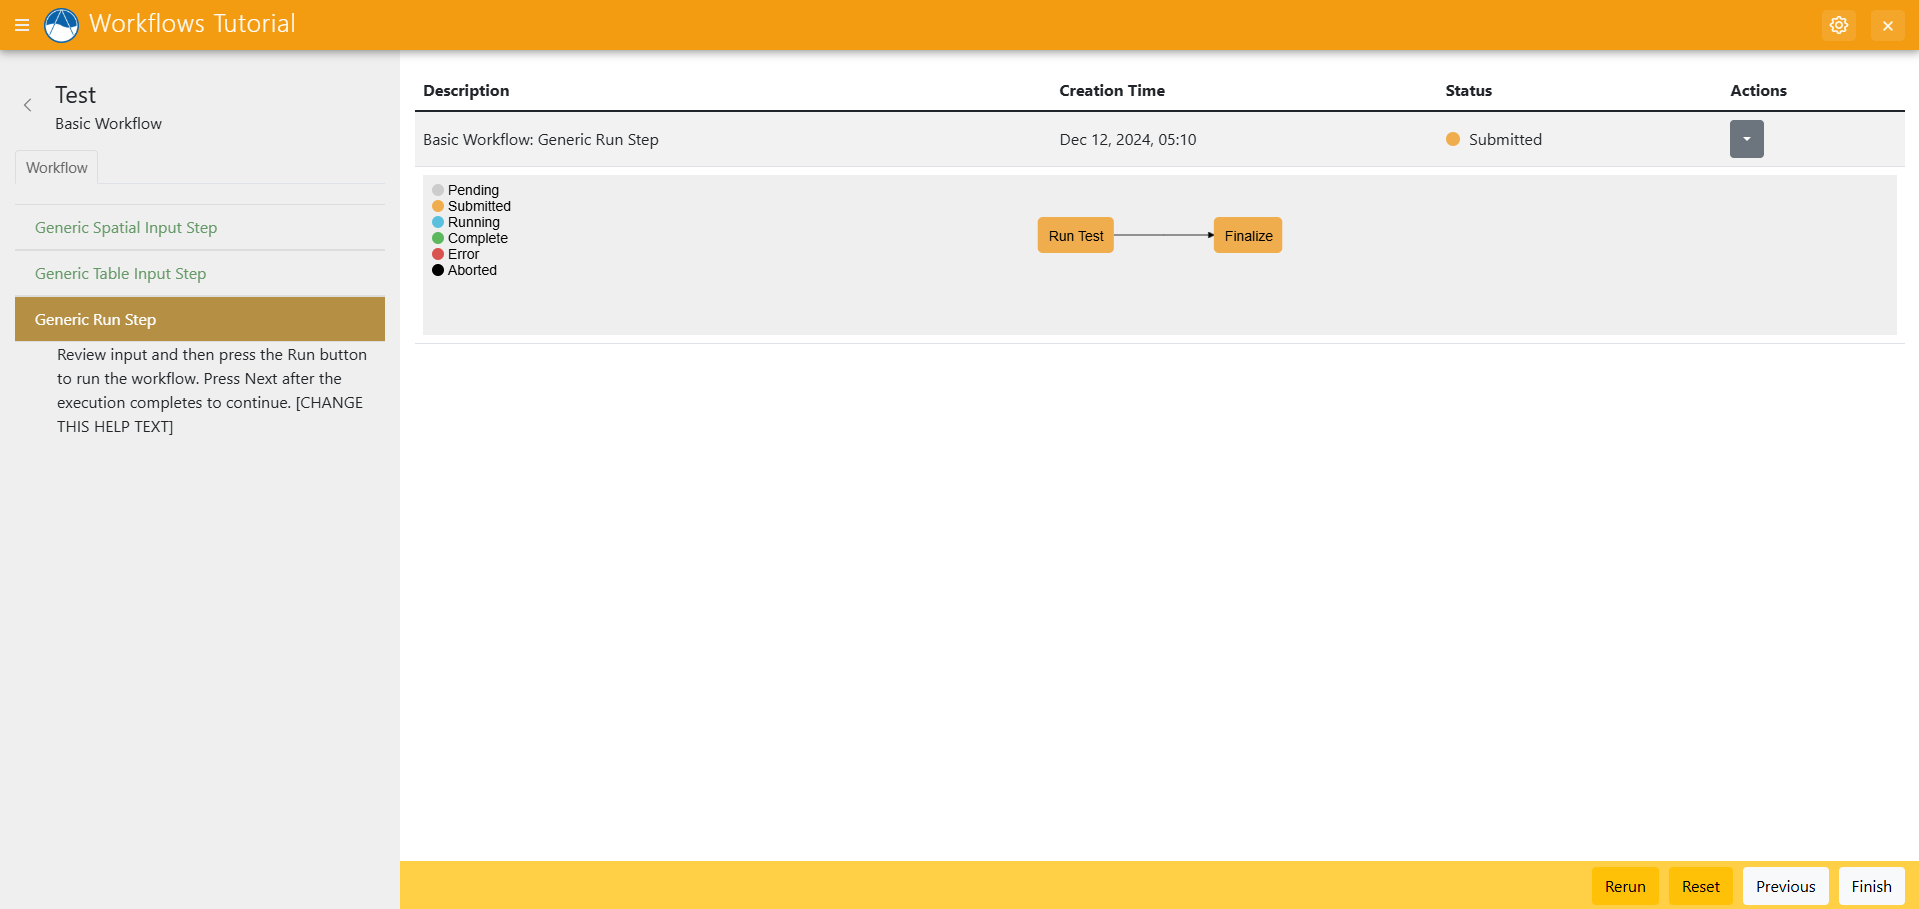 Workflows Tutorial
Test
Basic Workflow
Workflow
Generic Spatial Input Step
Generic Table Input Step
Generic Run Step
Review input and then press the Run button
to run the workflow. Press Next after the
execution completes to continue. [CHANGE
THIS HELP TEXT]
Description Creation Time Status Actions
Basic Workflow: Generic Run Step Dec 12, 2024, 05:10 Submitted
Pending
Submitted
Running
Complete
Error
Aborted
Run Test Finalize
Rerun Reset Previous Finish